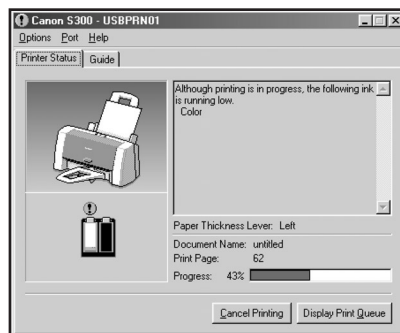 Canon S300 - USBPRN01
Options Port Help
Printer Status Guide
Although printing is in progress, the following ink
is running low.
Color
Paper Thickness Lever: Left
Document Name: untitled
Print Page: 62
Progress: 43%
Cancel Printing Display Print Queue